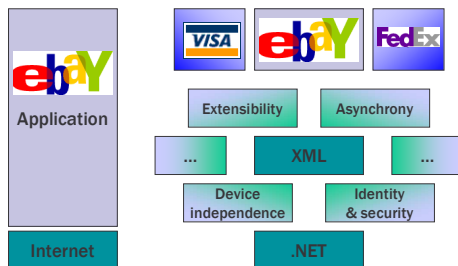 ebaY
Application
Internet
VISA
ebaY
FedEx
Extensibility
Asynchrony
...
XML
...
Device
independence
Identity
& security
.NET